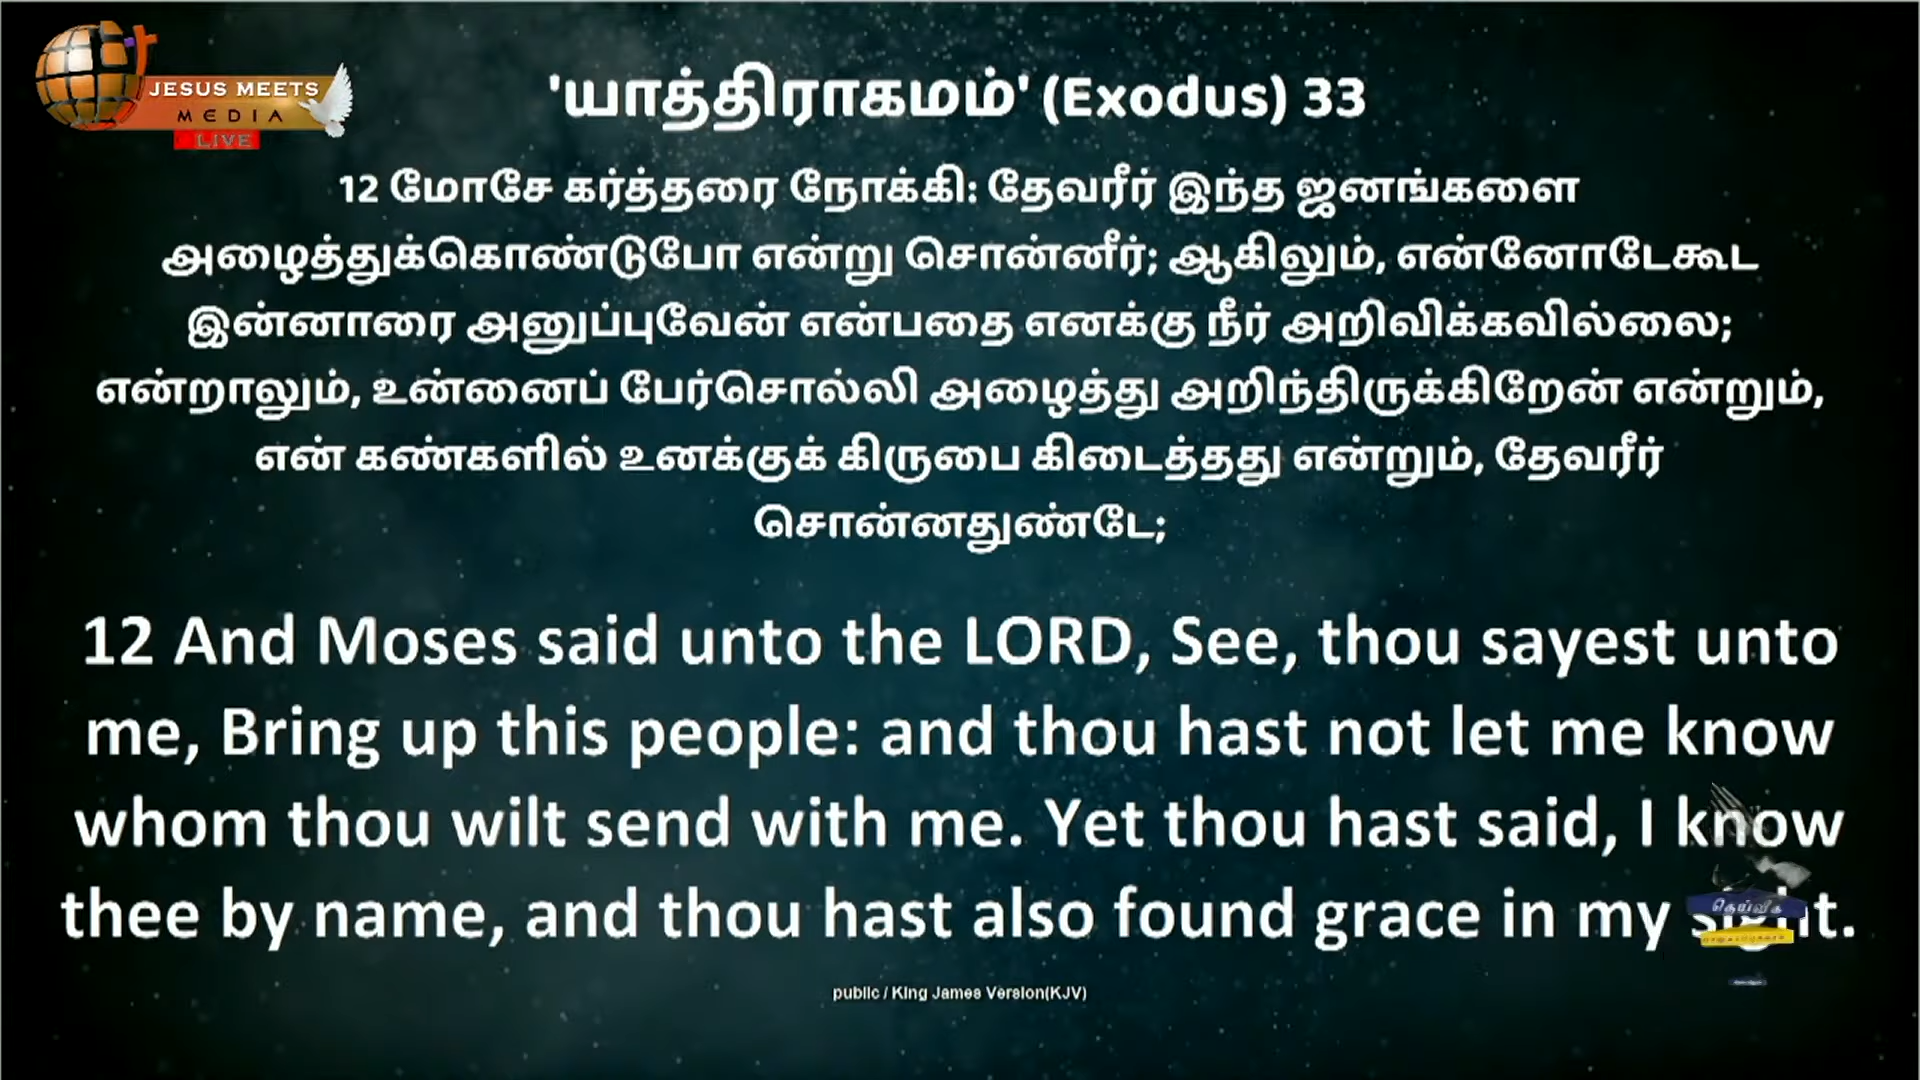 JESUS MEETS
MEDIA
LIVE
'யாத்திராகமம்' (Exodus) 33
12 மோசே கர்த்தரை நோக்கி: தேவரீர் இந்த ஜனங்களை
அழைத்துக்கொண்டுபோ என்று சொன்னீர்; ஆகிலும், என்னோடேகூட
இன்னாரை அனுப்புவேன் என்பதை எனக்கு நீர் அறிவிக்கவில்லை;
என்றாலும், உன்னைப் பேர்சொல்லி அழைத்து அறிந்திருக்கிறேன் என்றும்,
என் கண்களில் உனக்குக் கிருபை கிடைத்தது என்றும், தேவரீர்
சொன்னதுண்டே;
12 And Moses said unto the LORD, See, thou sayest unto
me, Bring up this people: and thou hast not let me know
whom thou wilt send with me. Yet thou hast said, I know
thee by name, and thou hast also found grace in my sight.
தெய்வீக
public / King James Version(KJV)